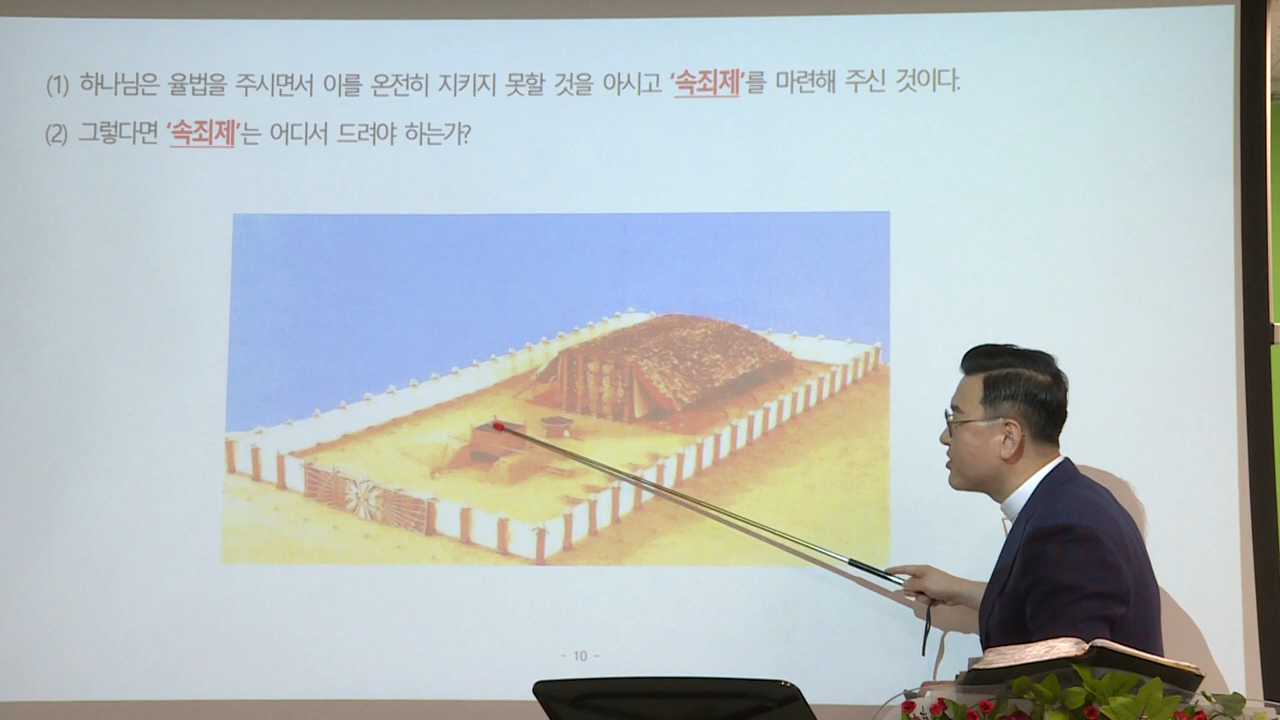 (1) 하나님은 율법을 주시면서 이를 온전히 지키지 못할 것을 아시고 '속죄제'를 마련해 주신 것이다.
(2) 그렇다면 '속죄제'는 어디서 드려야 하는가?
- 10 -